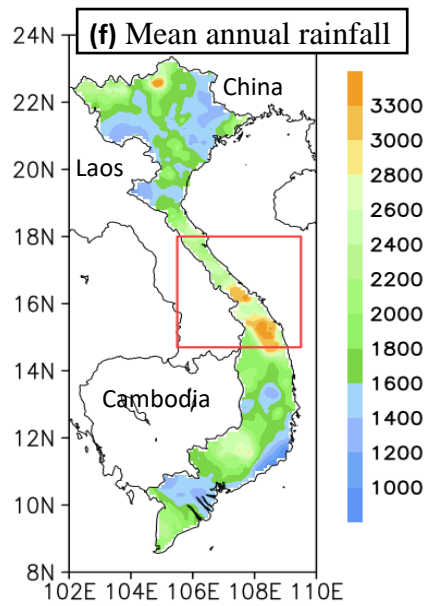 (f) Mean annual rainfall
24N
22N
20N
18N
16N
14N
12N
10N
8N
102E 104E 106E 108E 110E
China
Laos
Cambodia
3300
3000
2800
2600
2400
2200
2000
1800
1600
1400
1200
1000